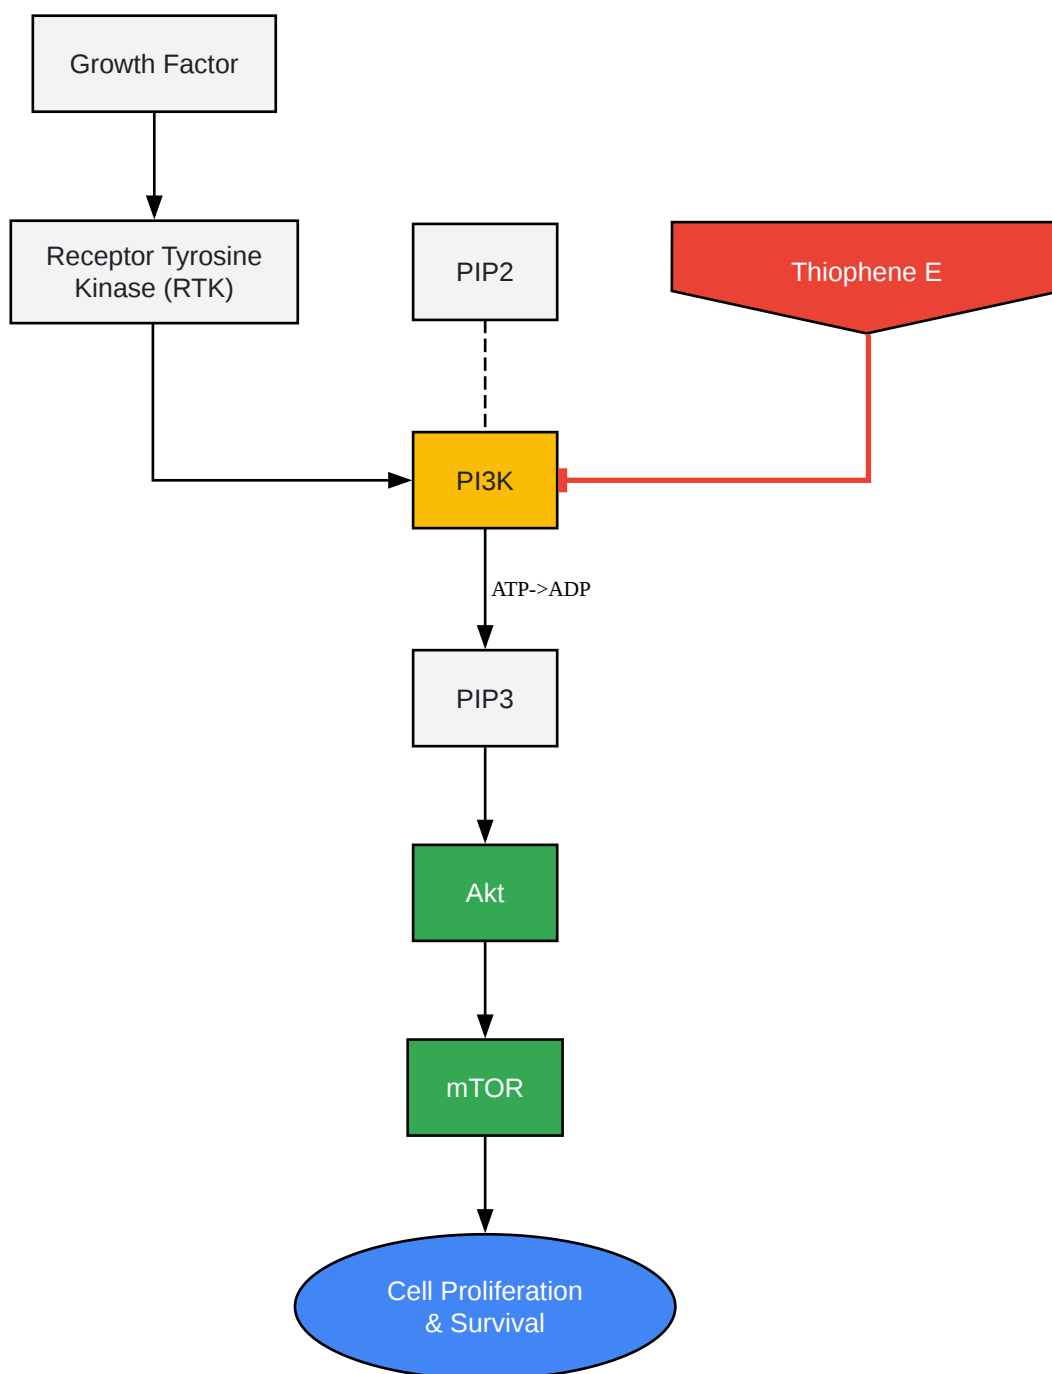 Growth Factor
Receptor Tyrosine
Kinase (RTK)
PIP2
Thiophene E
PI3K
ATP->ADP
PIP3
Akt
mTOR
Cell Proliferation
& Survival